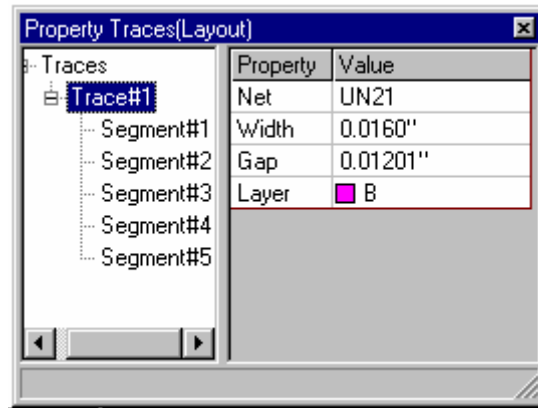 Property Traces(Layout)
Traces
Trace#1
Segment#1
Segment#2
Segment#3
Segment#4
Segment#5
Property Value
Net UN21
Width 0.0160"
Gap 0.01201"
Layer B